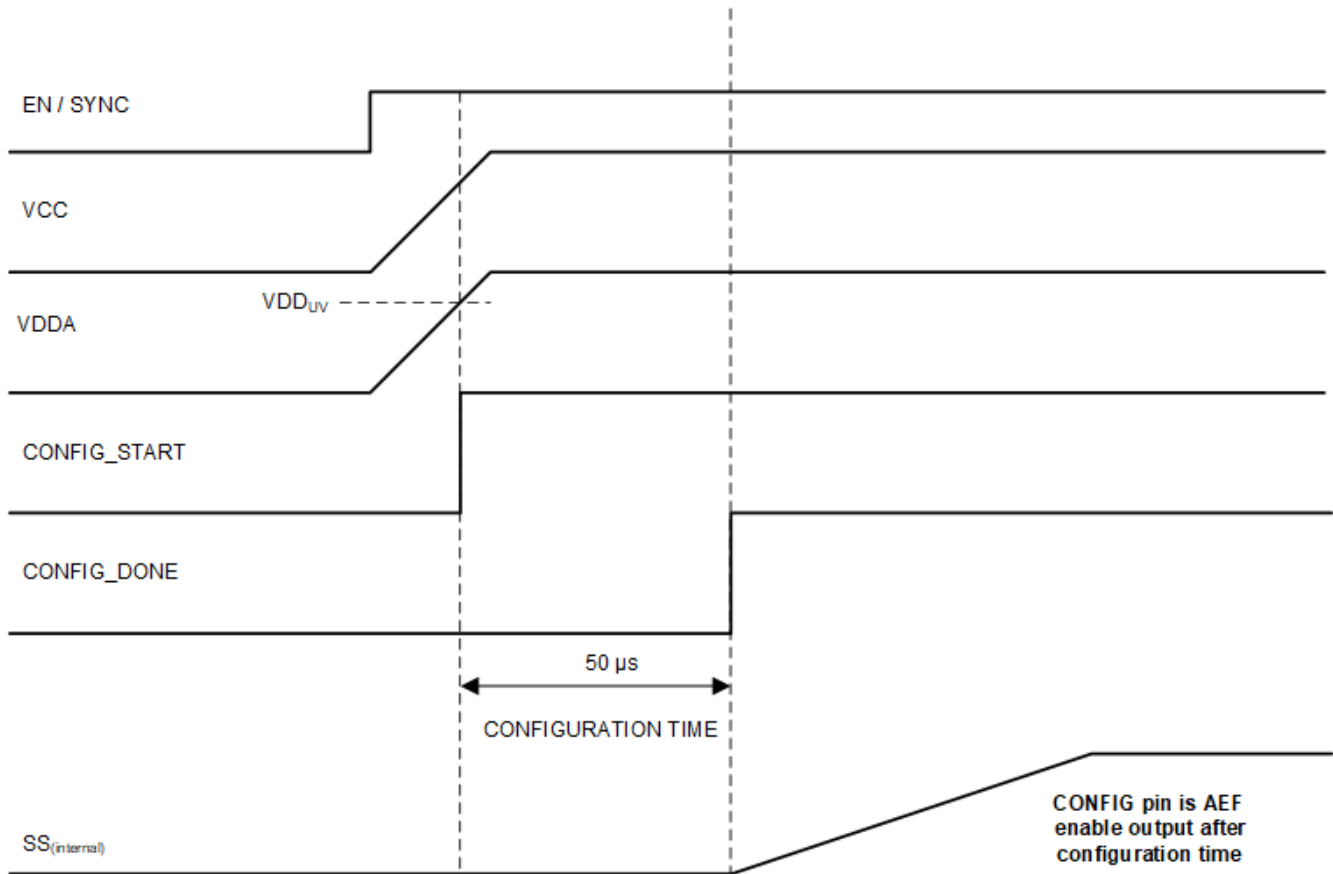 EN / SYNC
VCC
VDD_UV
VDDA
CONFIG_START
CONFIG_DONE
50 µs
CONFIGURATION TIME
SS(internal)
CONFIG pin is AEF
enable output after
configuration time